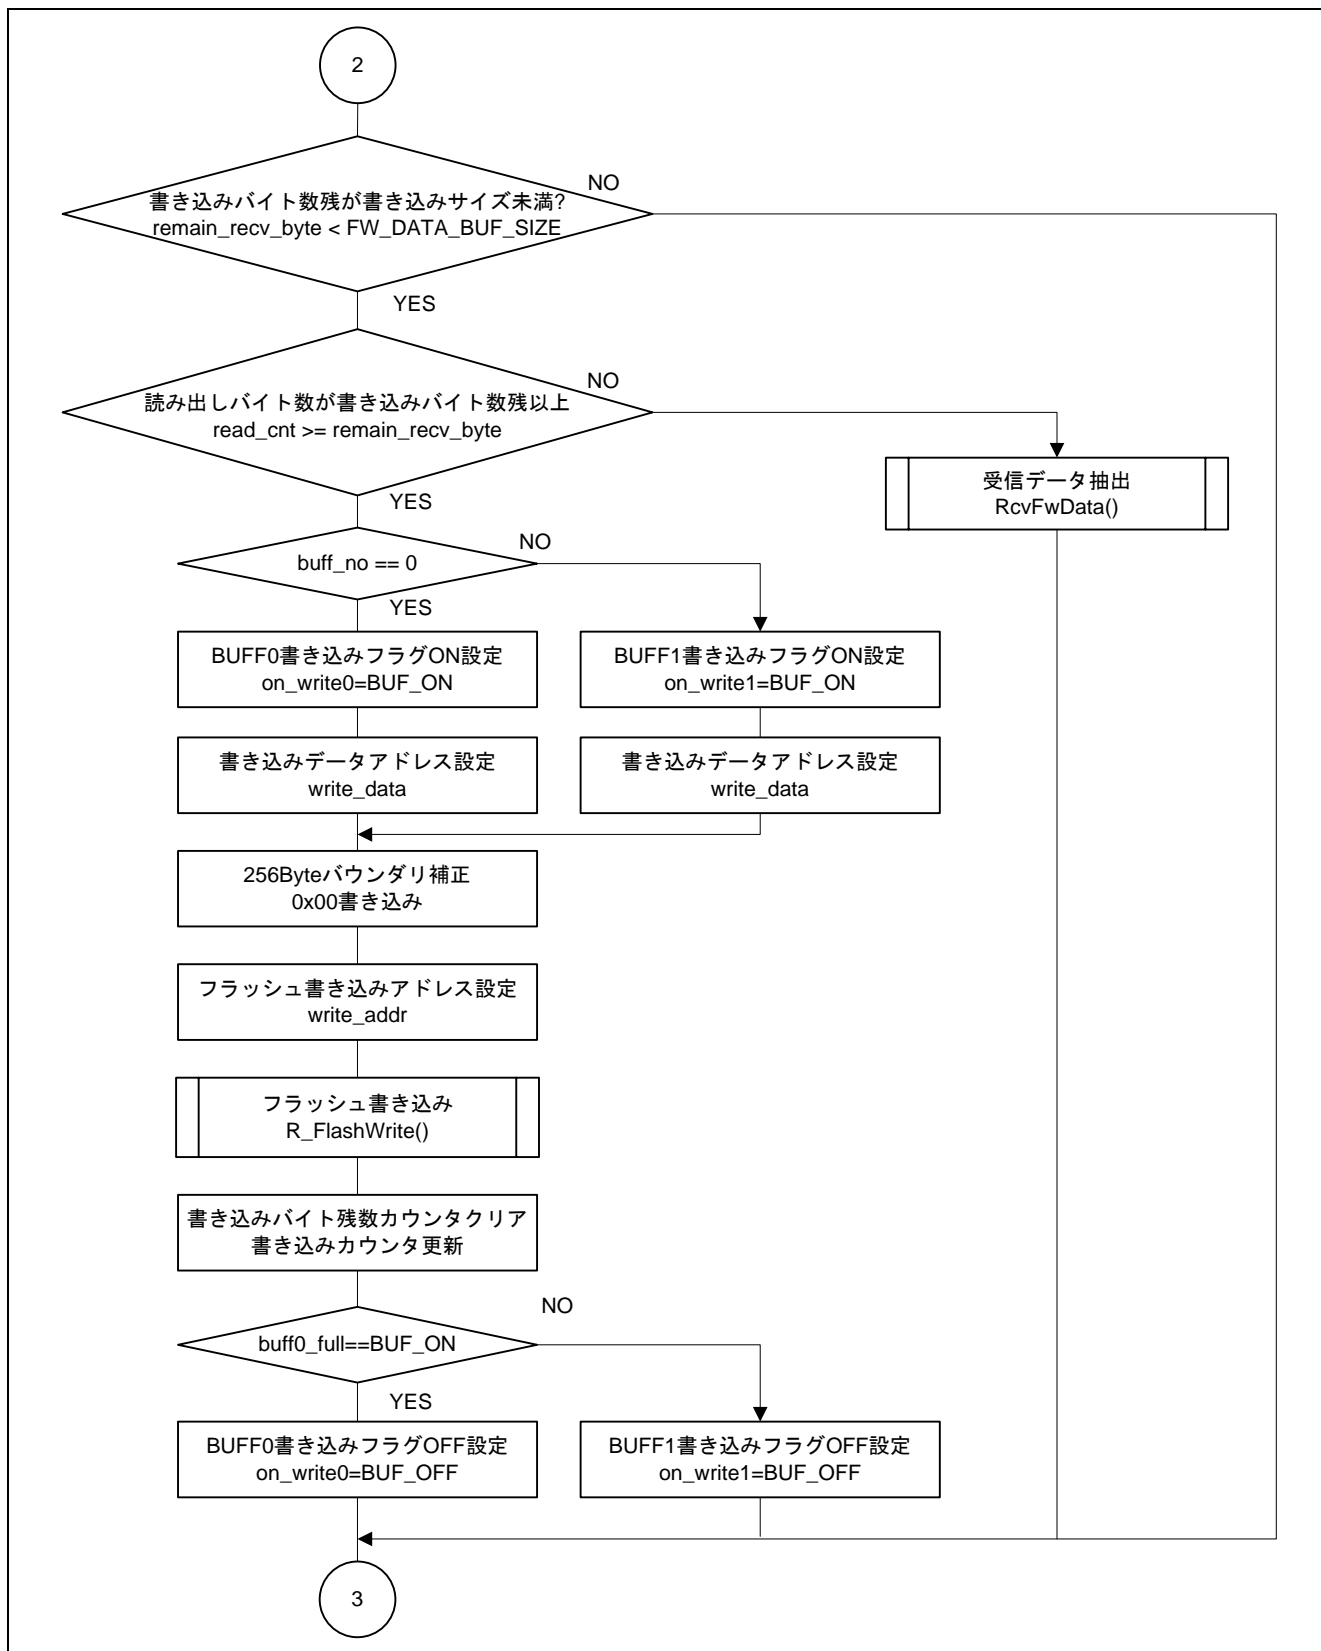 2
書き込みバイト数残が書き込みサイズ未満?
remain_recv_byte < FW_DATA_BUF_SIZE
NO
YES
読み出しバイト数が書き込みバイト数残以上
read_cnt >= remain_recv_byte
NO
受信データ抽出
RcvFwData()
YES
buff_no == 0
NO
YES
BUFF0書き込みフラグON設定
on_write0=BUF_ON
BUFF1書き込みフラグON設定
on_write1=BUF_ON
書き込みデータアドレス設定
write_data
書き込みデータアドレス設定
write_data
256Byteバウンダリ補正
0x00書き込み
フラッシュ書き込みアドレス設定
write_addr
フラッシュ書き込み
R_FlashWrite()
書き込みバイト残数カウンタクリア
書き込みカウンタ更新
buff0_full==BUF_ON
NO
YES
BUFF0書き込みフラグOFF設定
on_write0=BUF_OFF
BUFF1書き込みフラグOFF設定
on_write1=BUF_OFF
3